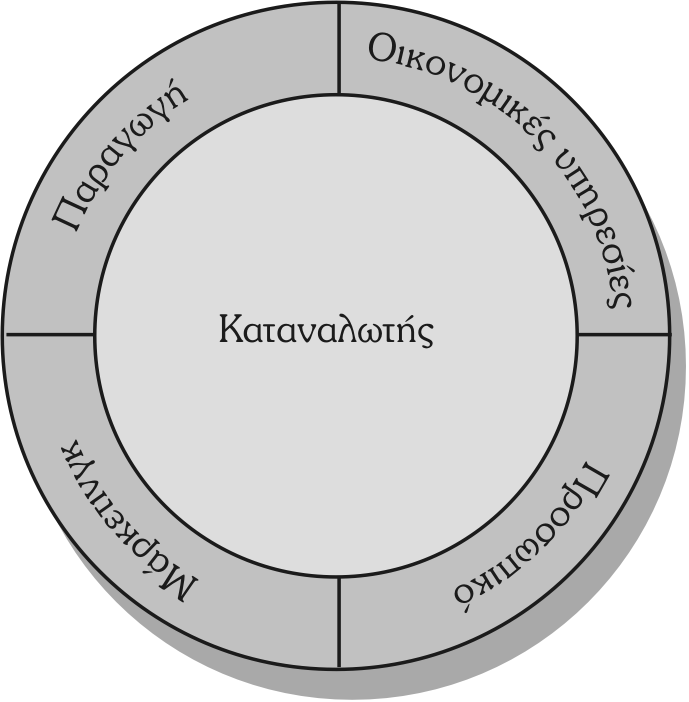 Οικονομικές υπηρεσίες
Παραγωγή
Καταναλωτής
Μάρκετινγκ
Προσωπικό